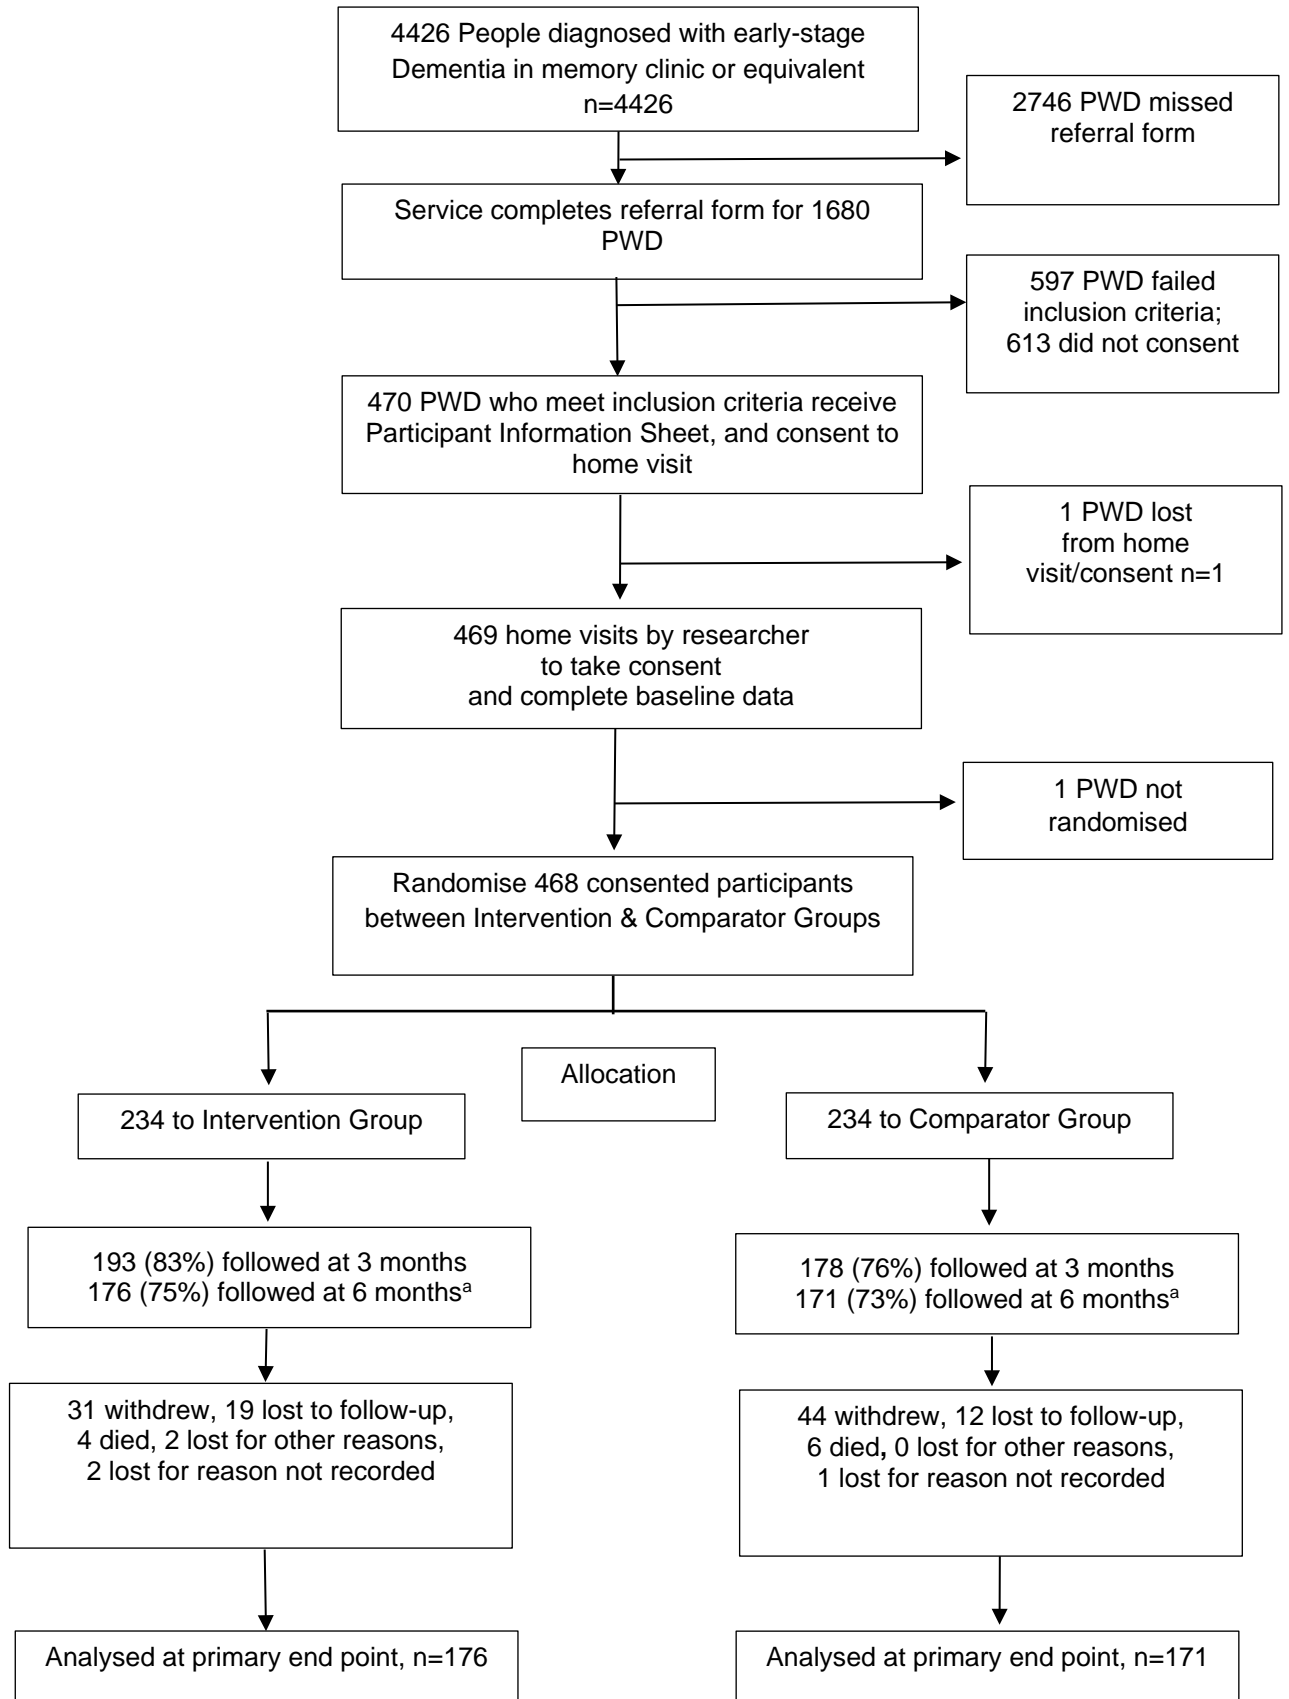 4426 People diagnosed with early-stage
Dementia in memory clinic or equivalent
n=4426
2746 PWD missed
referral form
Service completes referral form for 1680
PWD
597 PWD failed
inclusion criteria;
613 did not consent
470 PWD who meet inclusion criteria receive
Participant Information Sheet, and consent to
home visit
1 PWD lost
from home
visit/consent n=1
469 home visits by researcher
to take consent
and complete baseline data
1 PWD not
randomised
Randomise 468 consented participants
between Intervention & Comparator Groups
Allocation
234 to Intervention Group
234 to Comparator Group
193 (83%) followed at 3 months
176 (75%) followed at 6 monthsᵃ
178 (76%) followed at 3 months
171 (73%) followed at 6 monthsᵃ
31 withdrew, 19 lost to follow-up,
4 died, 2 lost for other reasons,
2 lost for reason not recorded
44 withdrew, 12 lost to follow-up,
6 died, 0 lost for other reasons,
1 lost for reason not recorded
Analysed at primary end point, n=176
Analysed at primary end point, n=171